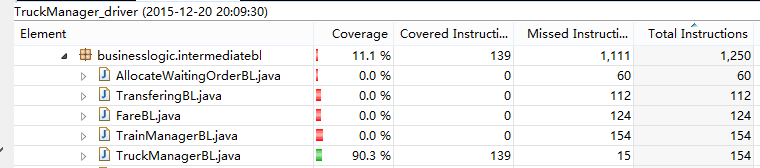 TruckManager_driver (2015-12-20 20:09:30)
Element Coverage Covered Instructi... Missed Instructi... Total Instructions
businesslogic.intermediatebl 11.1 % 139 1,111 1,250
AllocateWaitingOrderBL.java 0.0 % 0 60 60
TransferingBL.java 0.0 % 0 112 112
FareBL.java 0.0 % 0 124 124
TrainManagerBL.java 0.0 % 0 154 154
TruckManagerBL.java 90.3 % 139 15 154